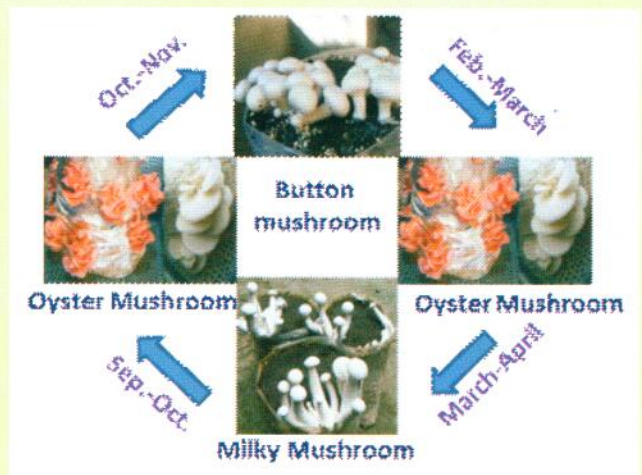 Oct.-Nov.
Feb.-March
Button
mushroom
Oyster Mushroom
Oyster Mushroom
Sep.-Oct.
March-April
Milky Mushroom